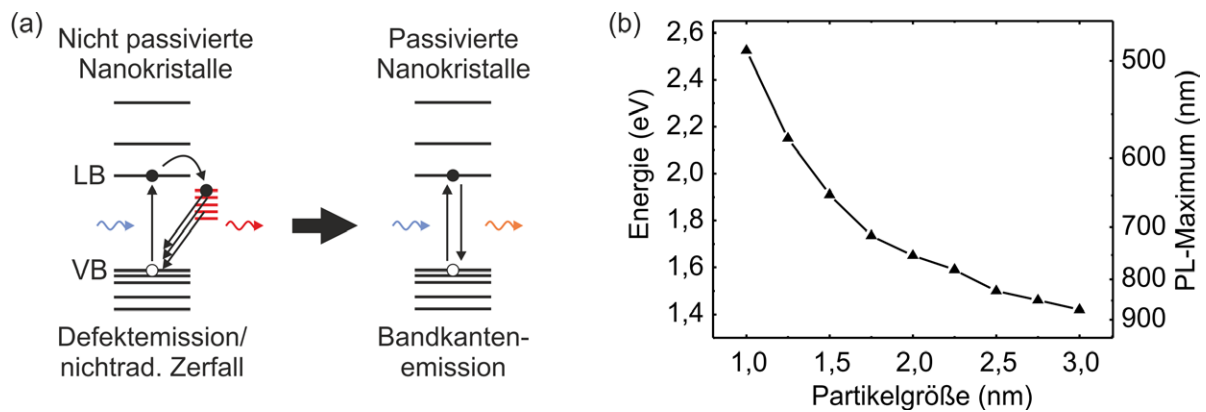 (a)
Nicht passivierte
Nanokristalle
Passivierte
Nanokristalle
LB
VB
Defektemission/
nichtrad. Zerfall
Bandkanten-
emission
(b)
Energie (eV)
2,6
2,4
2,2
2,0
1,8
1,6
1,4
1,0
1,5
2,0
2,5
3,0
Partikelgröße (nm)
500
600
700
800
900
PL-Maximum (nm)